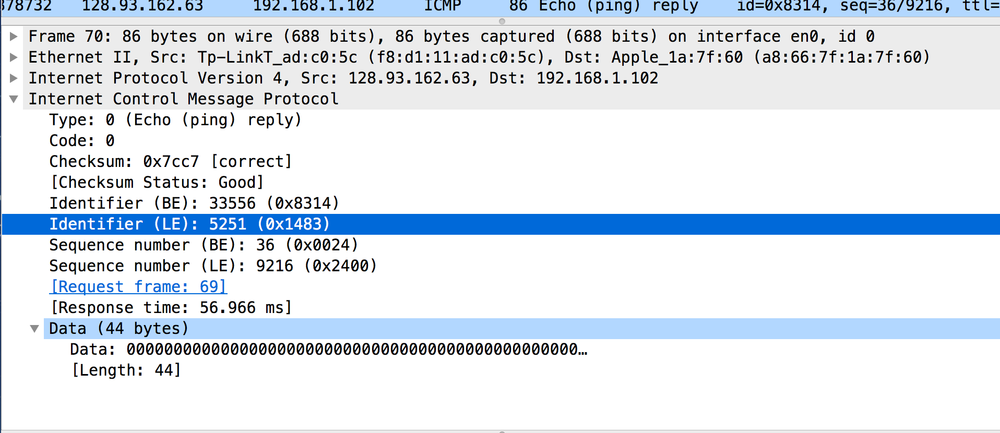 378732 128.93.162.63 192.168.1.102 ICMP 86 Echo (ping) reply id=0x8314, seq=36/9216, ttl=
Frame 70: 86 bytes on wire (688 bits), 86 bytes captured (688 bits) on interface en0, id 0
Ethernet II, Src: Tp-LinkT_ad:c0:5c (f8:d1:11:ad:c0:5c), Dst: Apple_1a:7f:60 (a8:66:7f:1a:7f:60)
Internet Protocol Version 4, Src: 128.93.162.63, Dst: 192.168.1.102
Internet Control Message Protocol
Type: 0 (Echo (ping) reply)
Code: 0
Checksum: 0x7cc7 [correct]
[Checksum Status: Good]
Identifier (BE): 33556 (0x8314)
Identifier (LE): 5251 (0x1483)
Sequence number (BE): 36 (0x0024)
Sequence number (LE): 9216 (0x2400)
[Request frame: 69]
[Response time: 56.966 ms]
Data (44 bytes)
Data: 000000000000000000000000000000000000000000000000…
[Length: 44]